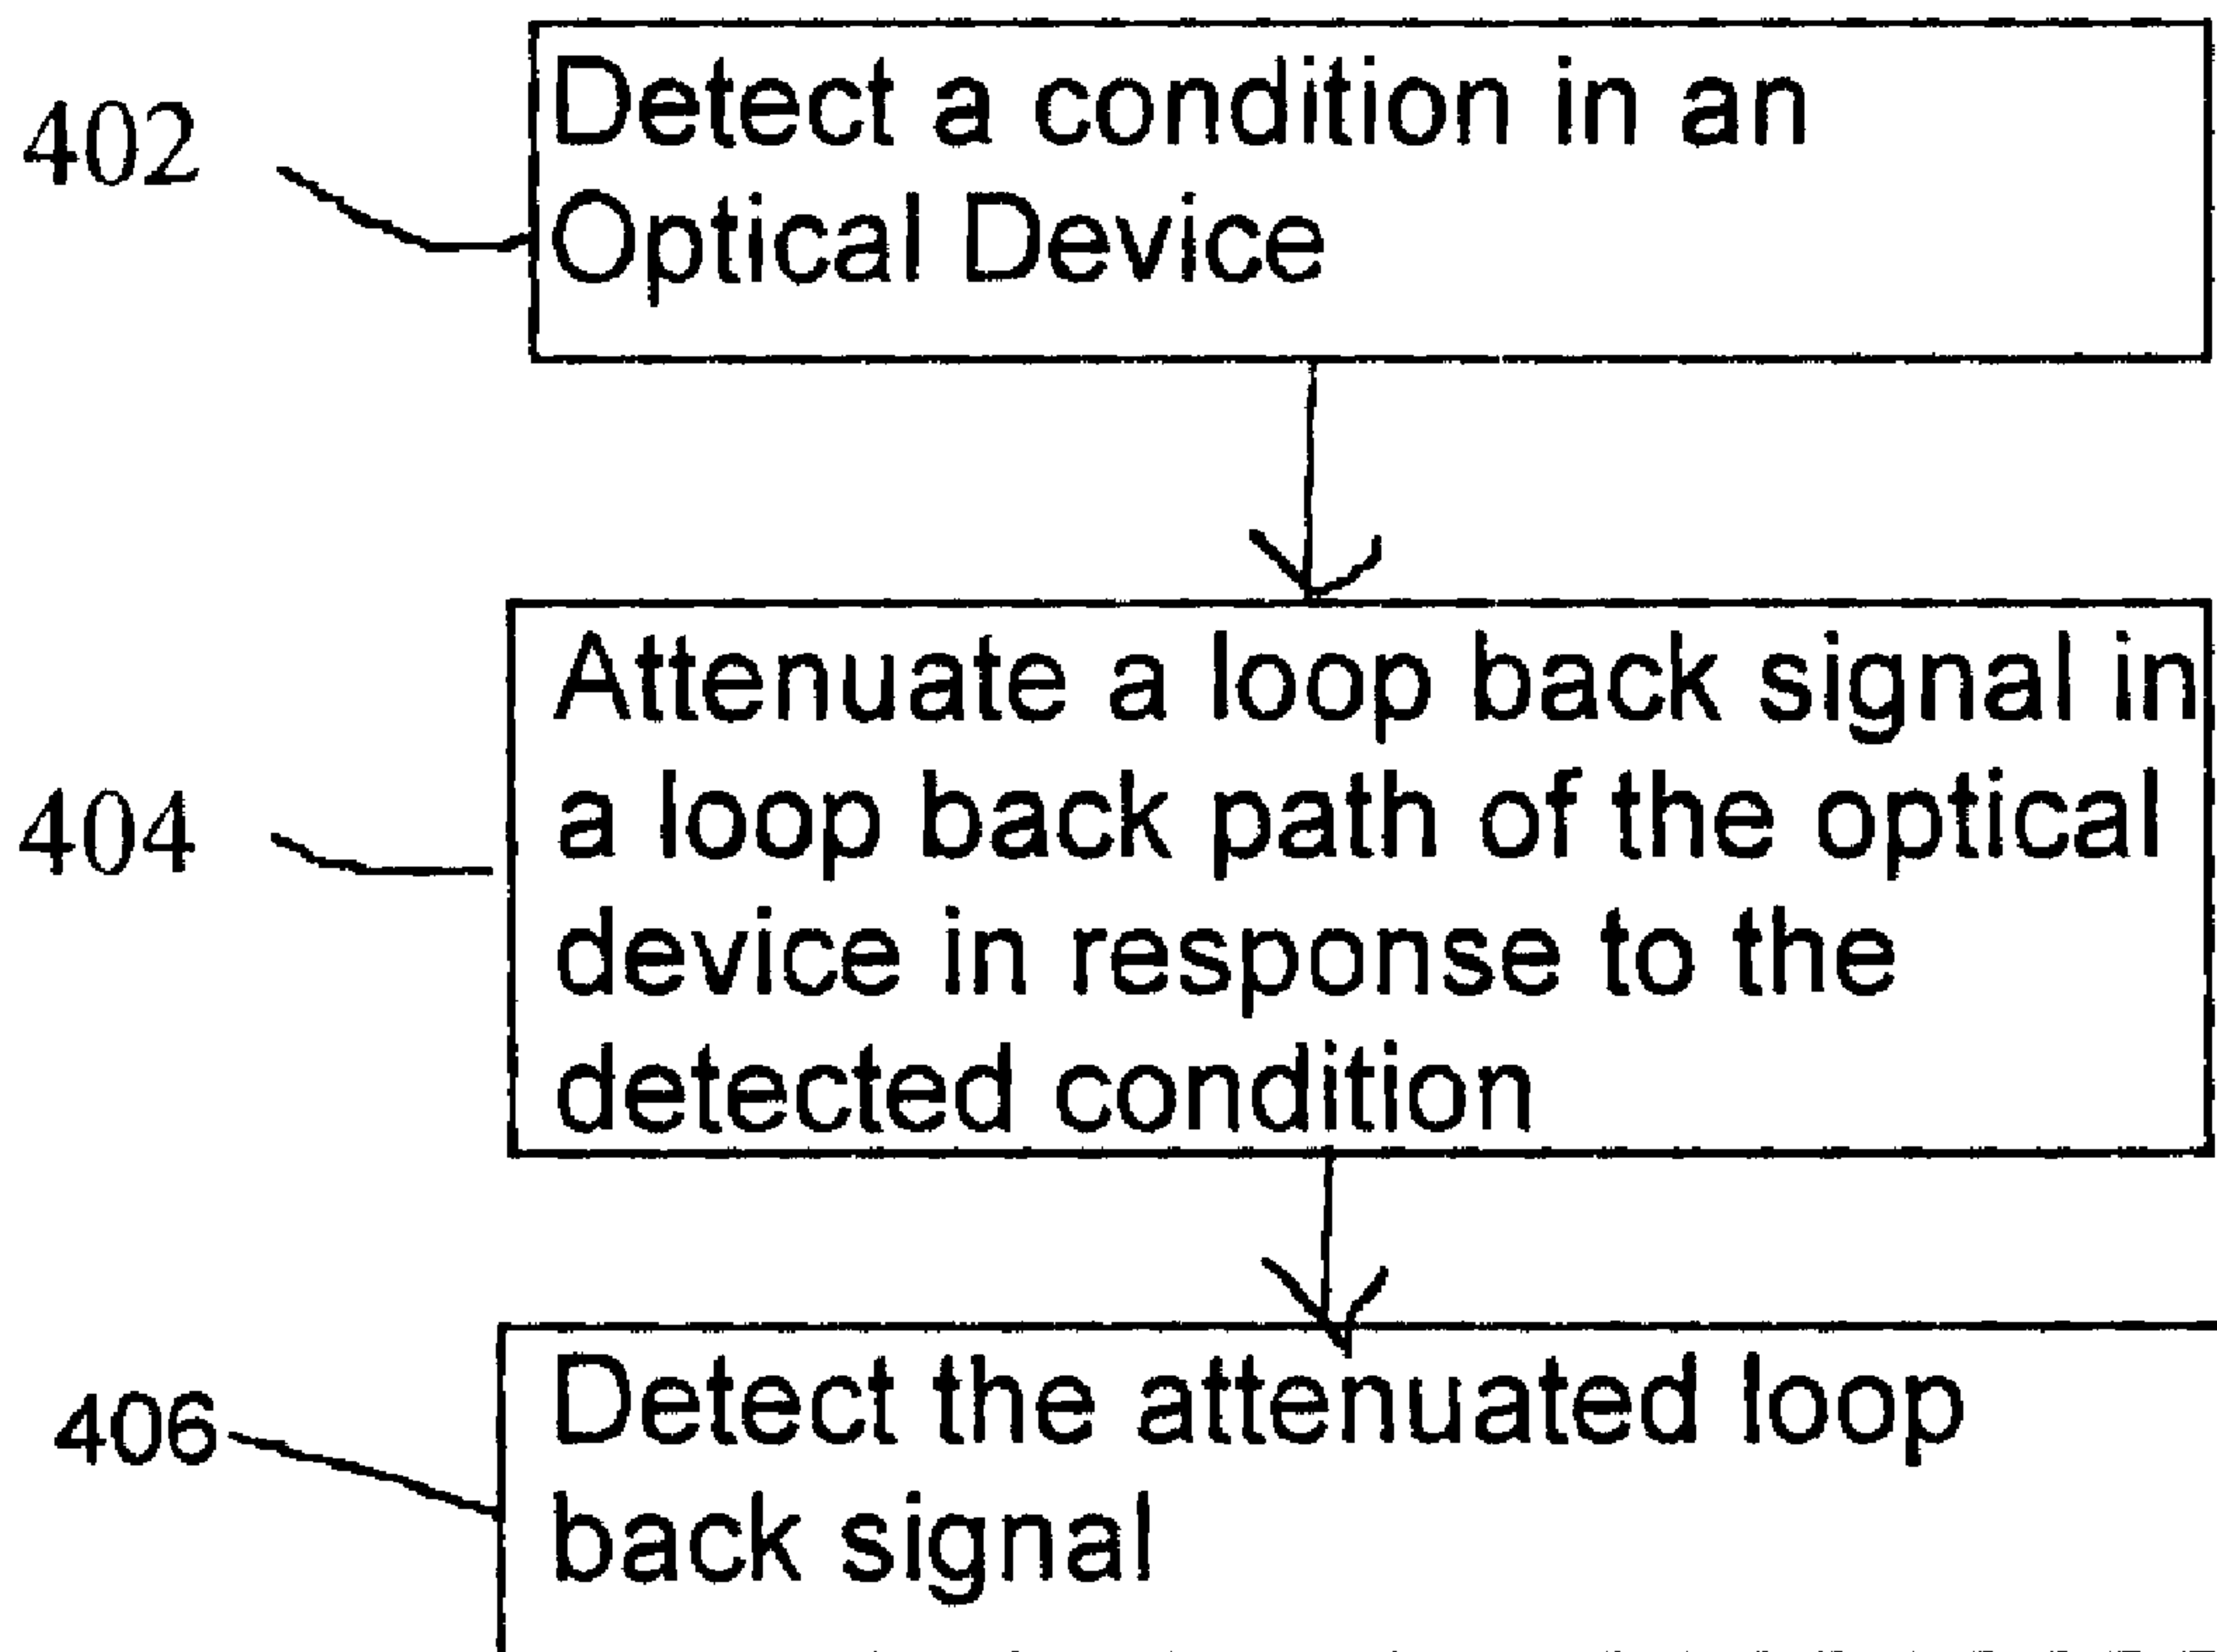 402
Detect a condition in an
Optical Device
404
Attenuate a loop back signal in
a loop back path of the optical
device in response to the
detected condition
406
Detect the attenuated loop
back signal